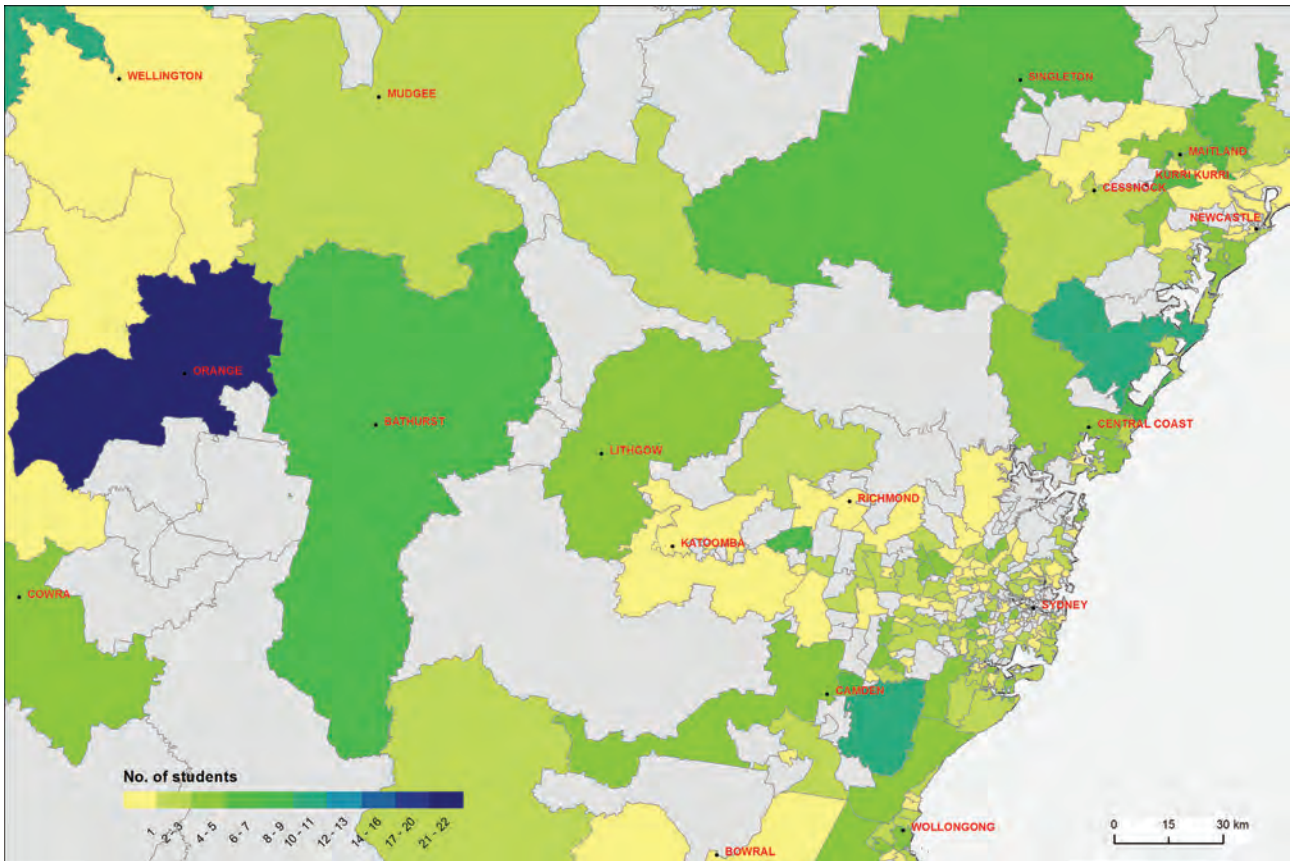 WELLINGTON
MUDGEE
SINGLETON
MAITLAND
KURRI KURRI
CESSNOCK
NEWCASTLE
ORANGE
BATHURST
CENTRAL COAST
LITHGOW
RICHMOND
KATOOMBA
COWRA
SYDNEY
CAMDEN
No. of students
1
2 - 3
4 - 5
6 - 7
8 - 9
10 - 11
12 - 13
14 - 16
17 - 20
21 - 22
WOLLONGONG
0 15 30 km
BOWRAL